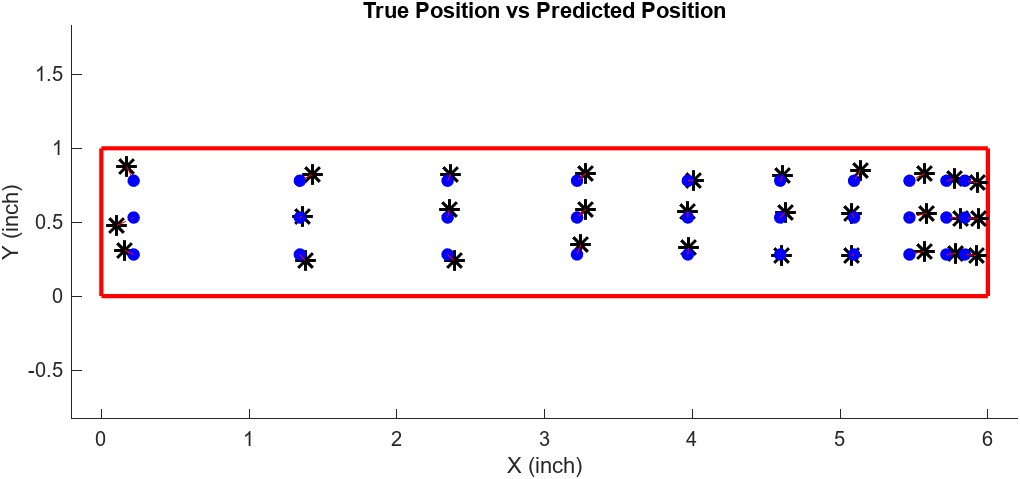 True Position vs Predicted Position
1.5
1
0.5
0
-0.5
Y (inch)
0 1 2 3 4 5 6
X (inch)